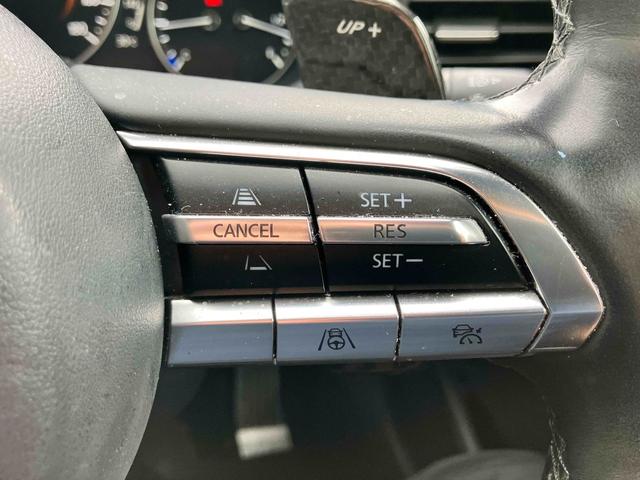 UP +
SET +
CANCEL
RES
SET −